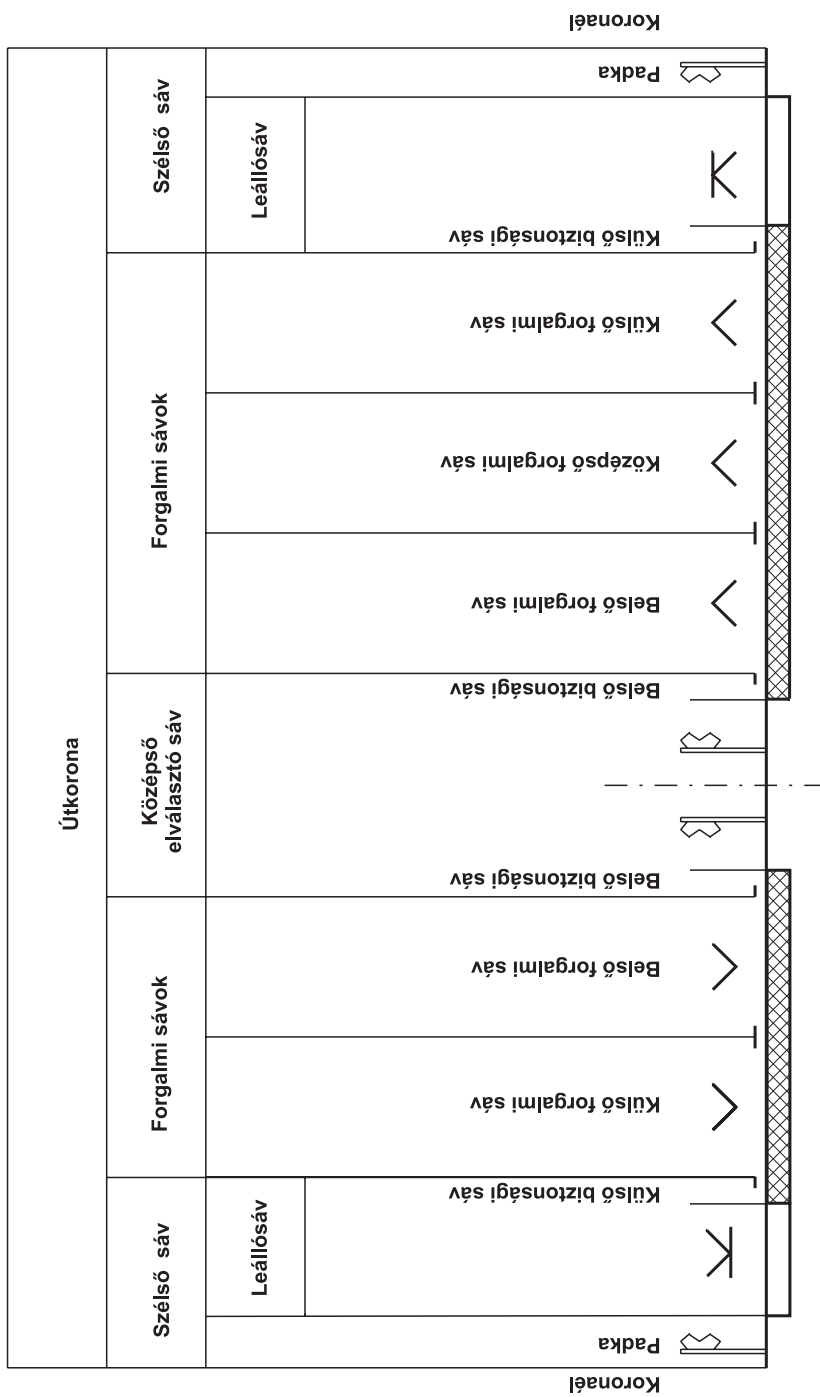 Útkorona
Szélső sáv
Forgalmi sávok
Középső
elválasztó sáv
Forgalmi sávok
Szélső sáv
Leállósáv
Leállósáv
Koronaél
Padka
Külső biztonsági sáv
Külső forgalmi sáv
Belső forgalmi sáv
Belső biztonsági sáv
Belső biztonsági sáv
Belső forgalmi sáv
Középső forgalmi sáv
Külső forgalmi sáv
Külső biztonsági sáv
Padka
Koronaél